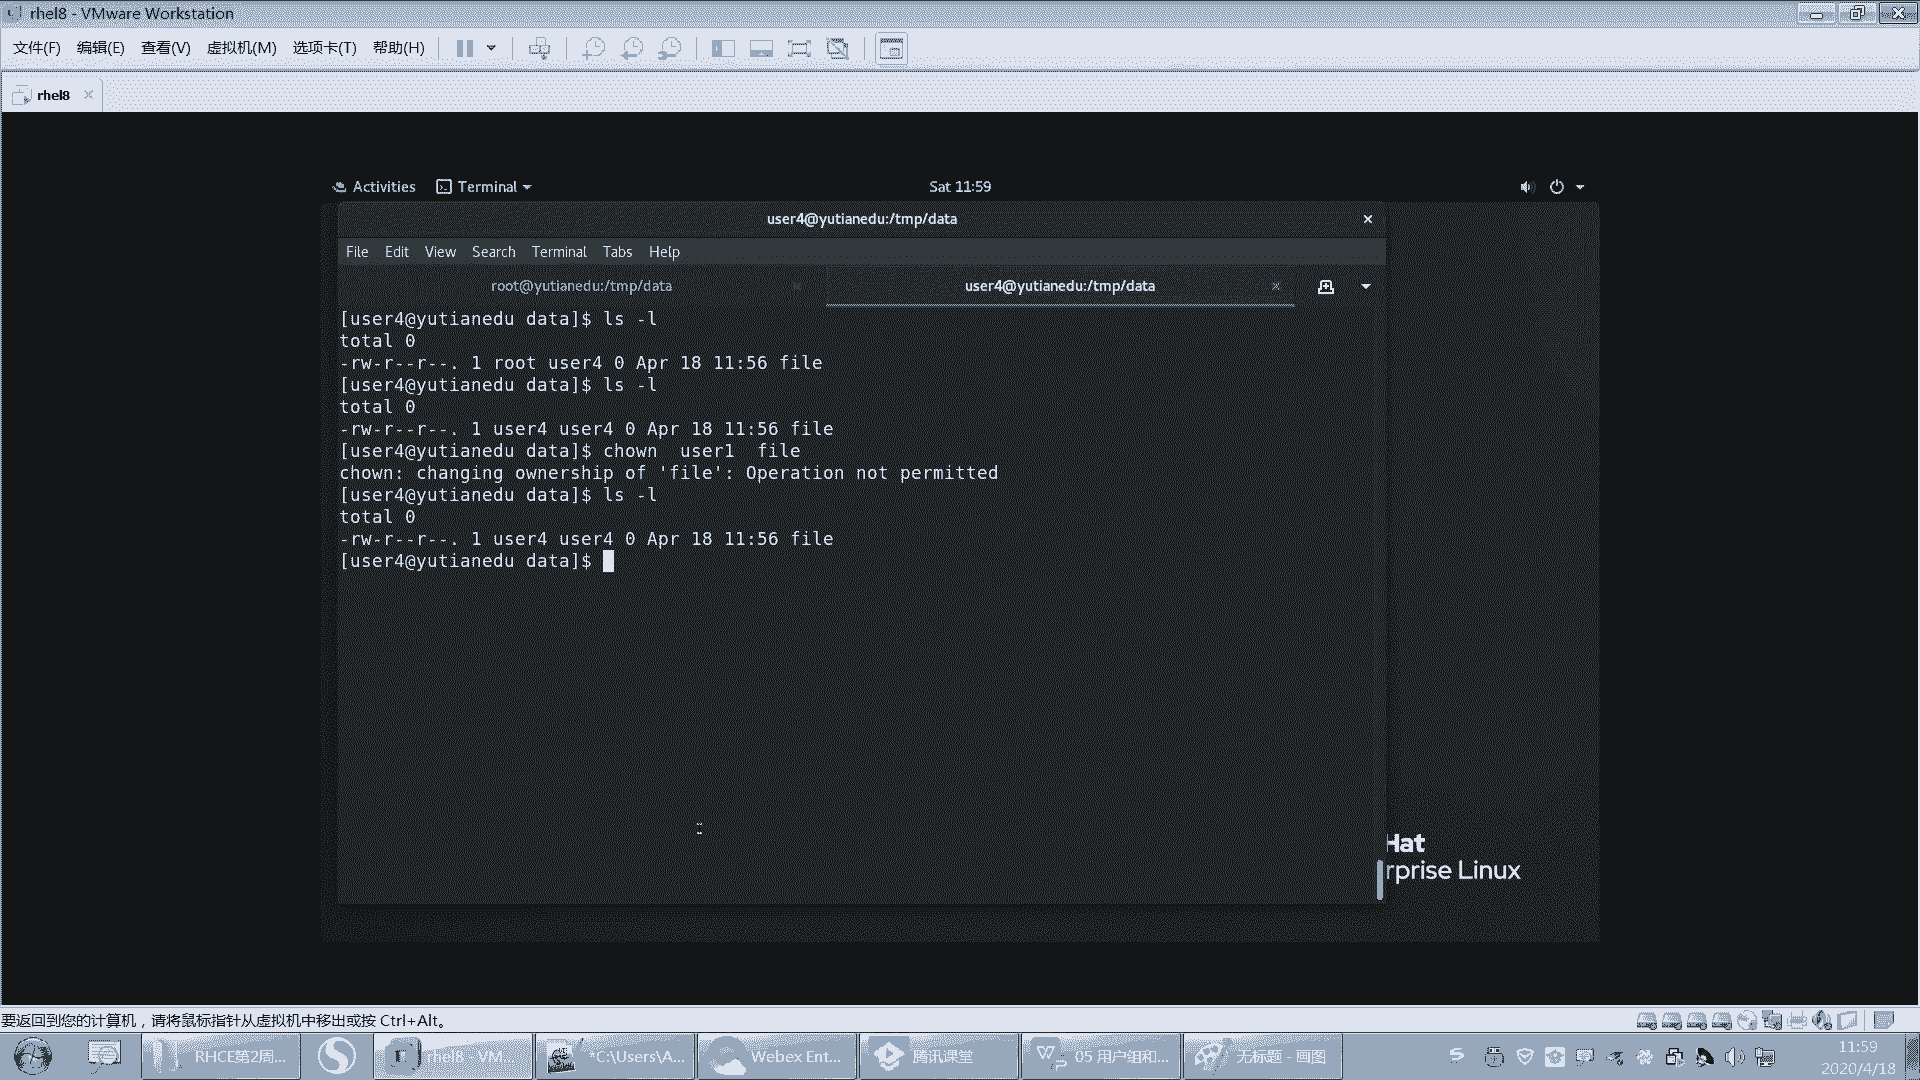 rhel8 - VMware Workstation
文件(F) 编辑(E) 查看(V) 虚拟机(M) 选项卡(T) 帮助(H)
rhel8
Activities Terminal Sat 11:59
user4@yutianedu:/tmp/data
File Edit View Search Terminal Tabs Help
root@yutianedu:/tmp/data user4@yutianedu:/tmp/data
[user4@yutianedu data]$ ls -l
total 0
-rw-r--r--. 1 root user4 0 Apr 18 11:56 file
[user4@yutianedu data]$ ls -l
total 0
-rw-r--r--. 1 user4 user4 0 Apr 18 11:56 file
[user4@yutianedu data]$ chown  user1  file
chown: changing ownership of 'file': Operation not permitted
[user4@yutianedu data]$ ls -l
total 0
-rw-r--r--. 1 user4 user4 0 Apr 18 11:56 file
[user4@yutianedu data]$
Hat
rprise Linux
要返回到您的计算机，请将鼠标指针从虚拟机中移出或按 Ctrl+Alt。
RHCE第2周... rhel8 - VM... *C:\Users\A... Webex Ent... 腾讯课堂 05 用户组和... 无标题 - 画图 11:59
2020/4/18